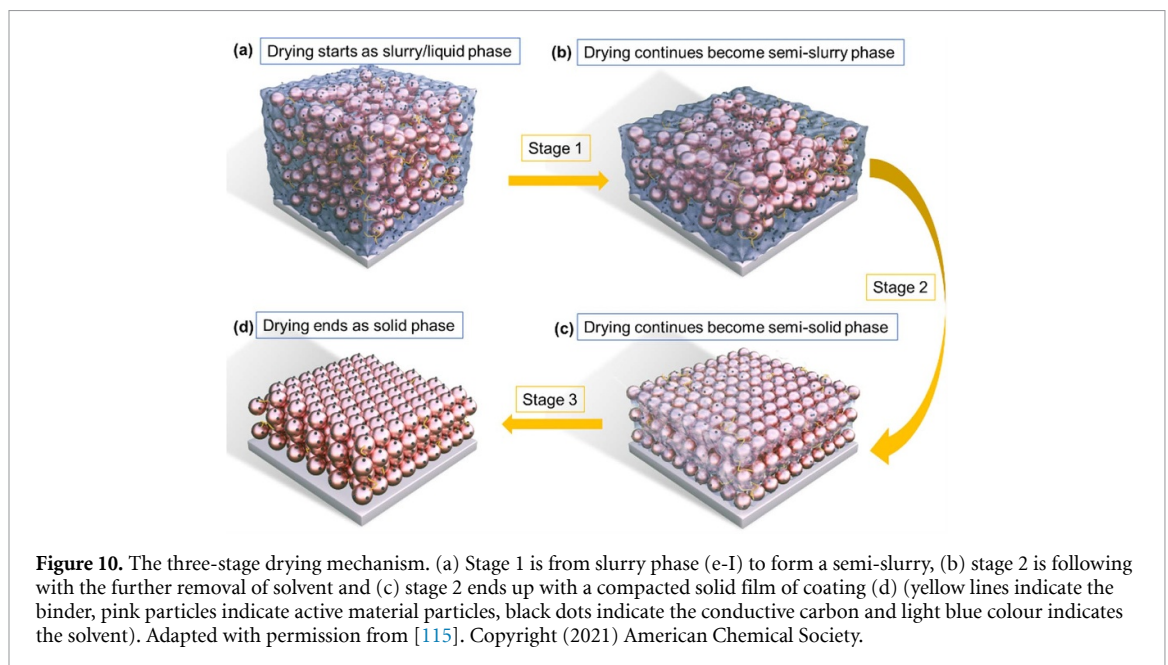 (a) Drying starts as slurry/liquid phase
(b) Drying continues become semi-slurry phase
Stage 1
Stage 2
(d) Drying ends as solid phase
(c) Drying continues become semi-solid phase
Stage 3
Figure 10. The three-stage drying mechanism. (a) Stage 1 is from slurry phase (e-I) to form a semi-slurry, (b) stage 2 is following
with the further removal of solvent and (c) stage 2 ends up with a compacted solid film of coating (d) (yellow lines indicate the
binder, pink particles indicate active material particles, black dots indicate the conductive carbon and light blue colour indicates
the solvent). Adapted with permission from [115]. Copyright (2021) American Chemical Society.